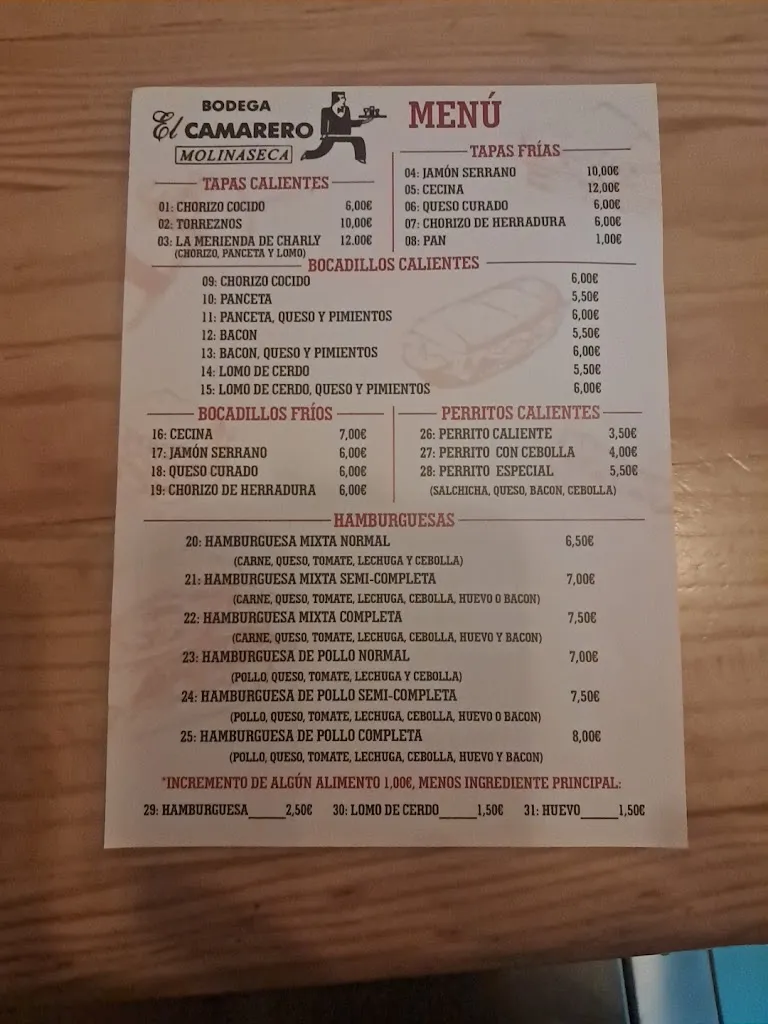 BODEGA
El CAMARERO
MOLINASECA
MENÚ
TAPAS CALIENTES
01: CHORIZO COCIDO 6,00€
02: TORREZNOS 10,00€
03: LA MERIENDA DE CHARLY 12,00€
(CHORIZO, PANCETA Y LOMO)
TAPAS FRÍAS
04: JAMÓN SERRANO 10,00€
05: CECINA 12,00€
06: QUESO CURADO 6,00€
07: CHORIZO DE HERRADURA 6,00€
08: PAN 1,00€
BOCADILLOS CALIENTES
09: CHORIZO COCIDO 6,00€
10: PANCETA 5,50€
11: PANCETA, QUESO Y PIMIENTOS 6,00€
12: BACON 5,50€
13: BACON, QUESO Y PIMIENTOS 6,00€
14: LOMO DE CERDO 5,50€
15: LOMO DE CERDO, QUESO Y PIMIENTOS 6,00€
BOCADILLOS FRÍOS
16: CECINA 7,00€
17: JAMÓN SERRANO 6,00€
18: QUESO CURADO 6,00€
19: CHORIZO DE HERRADURA 6,00€
PERRITOS CALIENTES
26: PERRITO CALIENTE 3,50€
27: PERRITO CON CEBOLLA 4,00€
28: PERRITO ESPECIAL 5,50€
(SALCHICHA, QUESO, BACON, CEBOLLA)
HAMBURGUESAS
20: HAMBURGUESA MIXTA NORMAL 6,50€
(CARNE, QUESO, TOMATE, LECHUGA Y CEBOLLA)
21: HAMBURGUESA MIXTA SEMI-COMPLETA 7,00€
(CARNE, QUESO, TOMATE, LECHUGA, CEBOLLA, HUEVO O BACON)
22: HAMBURGUESA MIXTA COMPLETA 7,50€
(CARNE, QUESO, TOMATE, LECHUGA, CEBOLLA, HUEVO Y BACON)
23: HAMBURGUESA DE POLLO NORMAL 7,00€
(POLLO, QUESO, TOMATE, LECHUGA Y CEBOLLA)
24: HAMBURGUESA DE POLLO SEMI-COMPLETA 7,50€
(POLLO, QUESO, TOMATE, LECHUGA, CEBOLLA, HUEVO O BACON)
25: HAMBURGUESA DE POLLO COMPLETA 8,00€
(POLLO, QUESO, TOMATE, LECHUGA, CEBOLLA, HUEVO Y BACON)
*INCREMENTO DE ALGÚN ALIMENTO 1,00€, MENOS INGREDIENTE PRINCIPAL:
29: HAMBURGUESA______2,50€ 30: LOMO DE CERDO______1,50€ 31: HUEVO______1,50€